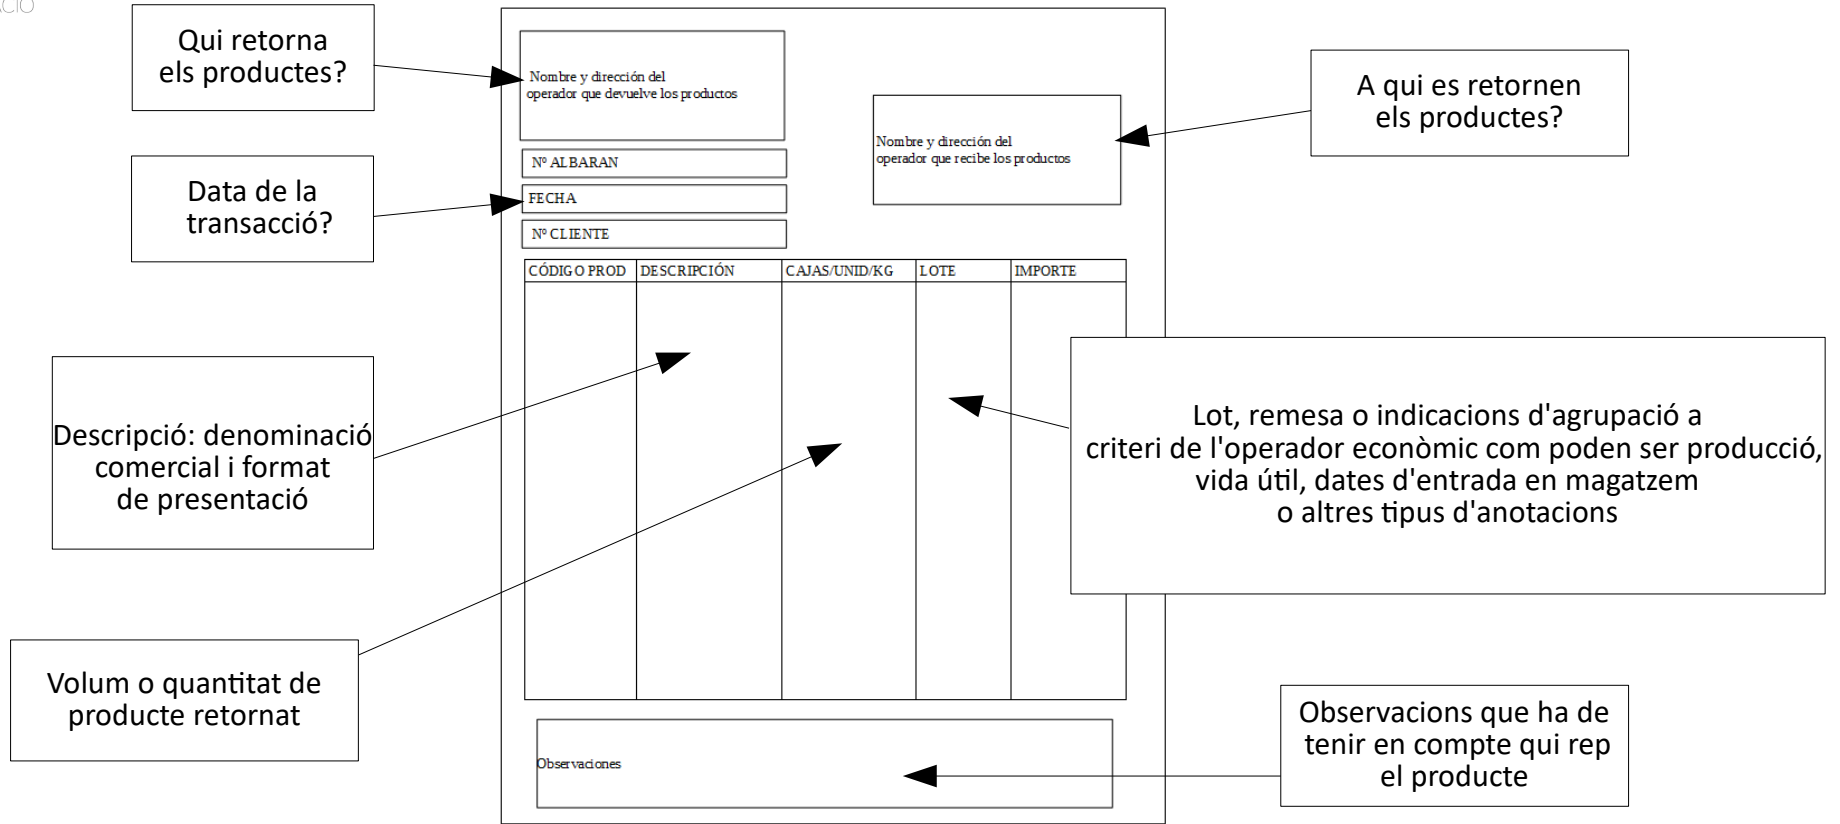 ACIÓ
Qui retorna
els productes?
Nombre y dirección del
operador que devuelve los productos
A qui es retornen
els productes?
Nombre y dirección del
operador que recibe los productos
Nº ALBARAN
Data de la
transacció?
FECHA
Nº CLIENTE
CÓDIGO PROD DESCRIPCIÓN CAJAS/UNID/KG LOTE IMPORTE
Descripció: denominació
comercial i format
de presentació
Lot, remesa o indicacions d'agrupació a
criteri de l'operador econòmic com poden ser producció,
vida útil, dates d'entrada en magatzem
o altres tipus d'anotacions
Volum o quantitat de
producte retornat
Observacions que ha de
tenir en compte qui rep
el producte
Observaciones